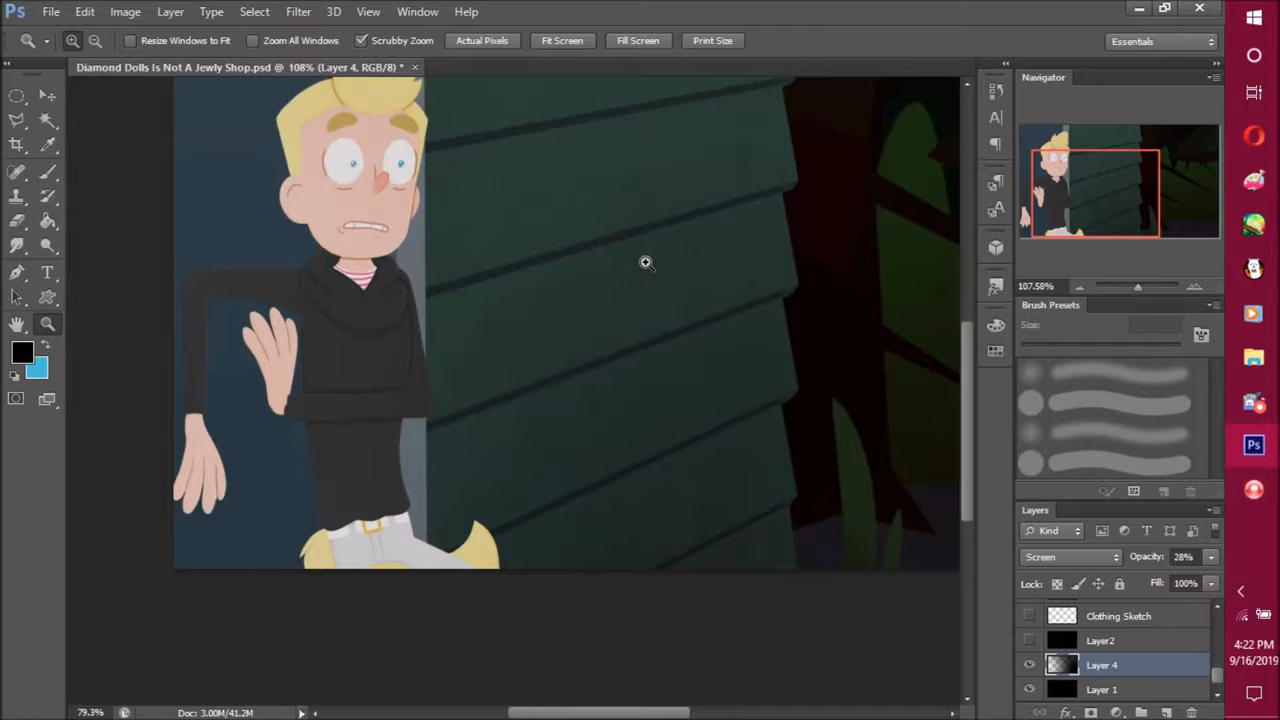 Ps File Edit Image Layer Type Select Filter 3D View Window Help
Resize Windows to Fit Zoom All Windows Scrubby Zoom Actual Pixels Fit Screen Fill Screen Print Size Essentials
Diamond Dolls Is Not A Jewly Shop.psd @ 108% (Layer 4, RGB/8) * ×
Navigator
107.58%
Brush Presets
Size:
Layers
Kind
Screen Opacity: 28%
Lock: Fill: 100%
Clothing Sketch
Layer2
Layer 4
Layer 1
79.3% Doc: 3.00M/41.2M
Ps
4:22 PM
9/16/2019